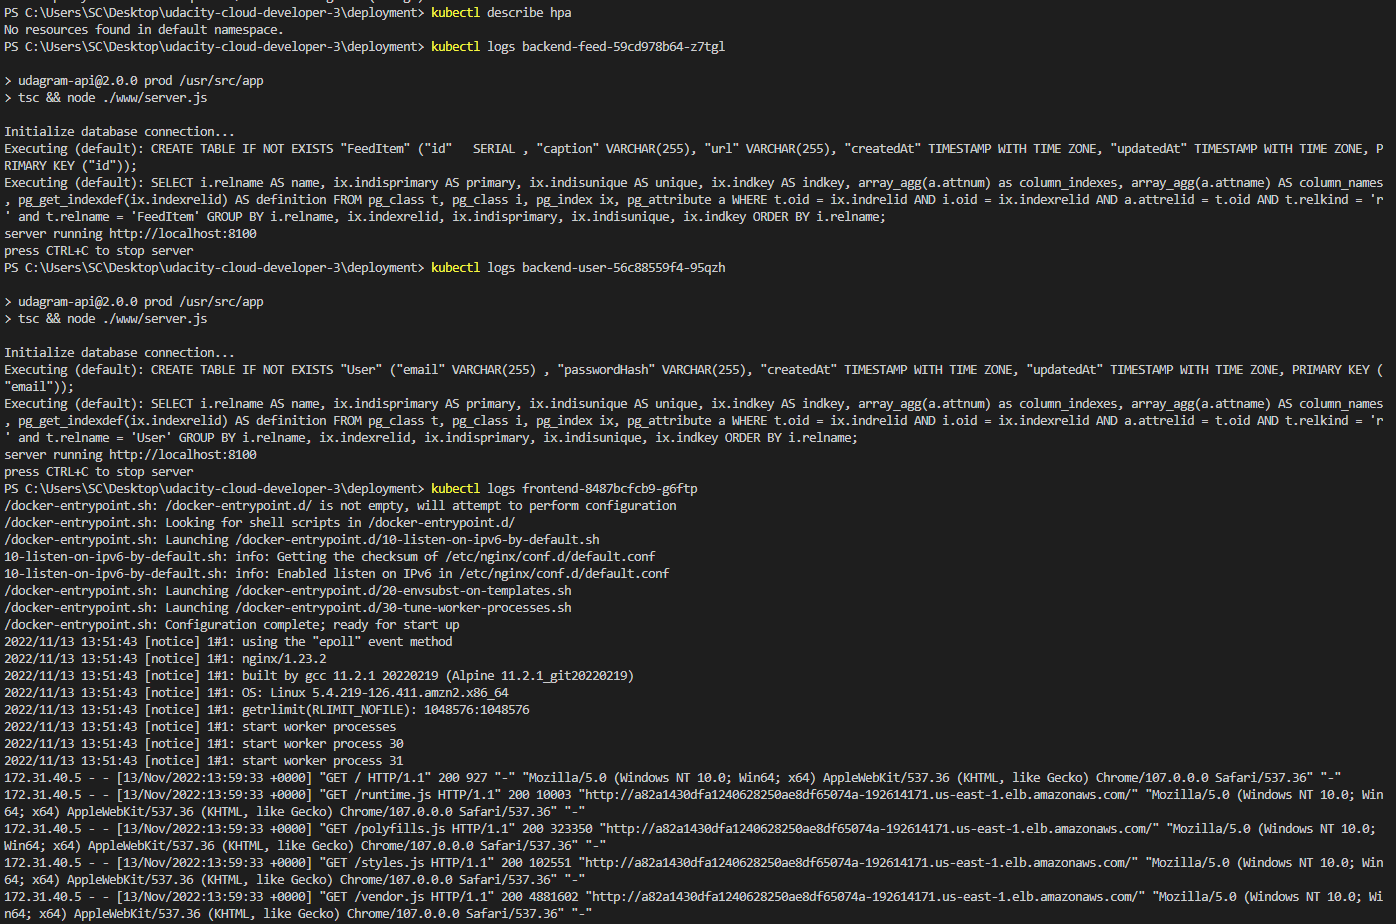 PS C:\Users\SC\Desktop\udacity-cloud-developer-3\deployment> kubectl describe hpa
No resources found in default namespace.
PS C:\Users\SC\Desktop\udacity-cloud-developer-3\deployment> kubectl logs backend-feed-59cd978b64-z7tgl
> udagram-api@2.0.0 prod /usr/src/app
> tsc && node ./www/server.js
Initialize database connection...
Executing (default): CREATE TABLE IF NOT EXISTS "FeedItem" ("id"   SERIAL , "caption" VARCHAR(255), "url" VARCHAR(255), "createdAt" TIMESTAMP WITH TIME ZONE, "updatedAt" TIMESTAMP WITH TIME ZONE, P
RIMARY KEY ("id"));
Executing (default): SELECT i.relname AS name, ix.indisprimary AS primary, ix.indisunique AS unique, ix.indkey AS indkey, array_agg(a.attnum) as column_indexes, array_agg(a.attname) AS column_names
, pg_get_indexdef(ix.indexrelid) AS definition FROM pg_class t, pg_class i, pg_index ix, pg_attribute a WHERE t.oid = ix.indrelid AND i.oid = ix.indexrelid AND a.attrelid = t.oid AND t.relkind = 'r
' and t.relname = 'FeedItem' GROUP BY i.relname, ix.indexrelid, ix.indisprimary, ix.indisunique, ix.indkey ORDER BY i.relname;
server running http://localhost:8100
press CTRL+C to stop server
PS C:\Users\SC\Desktop\udacity-cloud-developer-3\deployment> kubectl logs backend-user-56c88559f4-95qzh
> udagram-api@2.0.0 prod /usr/src/app
> tsc && node ./www/server.js
Initialize database connection...
Executing (default): CREATE TABLE IF NOT EXISTS "User" ("email" VARCHAR(255) , "passwordHash" VARCHAR(255), "createdAt" TIMESTAMP WITH TIME ZONE, "updatedAt" TIMESTAMP WITH TIME ZONE, PRIMARY KEY (
"email"));
Executing (default): SELECT i.relname AS name, ix.indisprimary AS primary, ix.indisunique AS unique, ix.indkey AS indkey, array_agg(a.attnum) as column_indexes, array_agg(a.attname) AS column_names
, pg_get_indexdef(ix.indexrelid) AS definition FROM pg_class t, pg_class i, pg_index ix, pg_attribute a WHERE t.oid = ix.indrelid AND i.oid = ix.indexrelid AND a.attrelid = t.oid AND t.relkind = 'r
' and t.relname = 'User' GROUP BY i.relname, ix.indexrelid, ix.indisprimary, ix.indisunique, ix.indkey ORDER BY i.relname;
server running http://localhost:8100
press CTRL+C to stop server
PS C:\Users\SC\Desktop\udacity-cloud-developer-3\deployment> kubectl logs frontend-8487bcfcb9-g6ftp
/docker-entrypoint.sh: /docker-entrypoint.d/ is not empty, will attempt to perform configuration
/docker-entrypoint.sh: Looking for shell scripts in /docker-entrypoint.d/
/docker-entrypoint.sh: Launching /docker-entrypoint.d/10-listen-on-ipv6-by-default.sh
10-listen-on-ipv6-by-default.sh: info: Getting the checksum of /etc/nginx/conf.d/default.conf
10-listen-on-ipv6-by-default.sh: info: Enabled listen on IPv6 in /etc/nginx/conf.d/default.conf
/docker-entrypoint.sh: Launching /docker-entrypoint.d/20-envsubst-on-templates.sh
/docker-entrypoint.sh: Launching /docker-entrypoint.d/30-tune-worker-processes.sh
/docker-entrypoint.sh: Configuration complete; ready for start up
2022/11/13 13:51:43 [notice] 1#1: using the "epoll" event method
2022/11/13 13:51:43 [notice] 1#1: nginx/1.23.2
2022/11/13 13:51:43 [notice] 1#1: built by gcc 11.2.1 20220219 (Alpine 11.2.1_git20220219)
2022/11/13 13:51:43 [notice] 1#1: OS: Linux 5.4.219-126.411.amzn2.x86_64
2022/11/13 13:51:43 [notice] 1#1: getrlimit(RLIMIT_NOFILE): 1048576:1048576
2022/11/13 13:51:43 [notice] 1#1: start worker processes
2022/11/13 13:51:43 [notice] 1#1: start worker process 30
2022/11/13 13:51:43 [notice] 1#1: start worker process 31
172.31.40.5 - - [13/Nov/2022:13:59:33 +0000] "GET / HTTP/1.1" 200 927 "-" "Mozilla/5.0 (Windows NT 10.0; Win64; x64) AppleWebKit/537.36 (KHTML, like Gecko) Chrome/107.0.0.0 Safari/537.36" "-"
172.31.40.5 - - [13/Nov/2022:13:59:33 +0000] "GET /runtime.js HTTP/1.1" 200 10003 "http://a82a1430dfa1240628250ae8df65074a-192614171.us-east-1.elb.amazonaws.com/" "Mozilla/5.0 (Windows NT 10.0; Win
64; x64) AppleWebKit/537.36 (KHTML, like Gecko) Chrome/107.0.0.0 Safari/537.36" "-"
172.31.40.5 - - [13/Nov/2022:13:59:33 +0000] "GET /polyfills.js HTTP/1.1" 200 323350 "http://a82a1430dfa1240628250ae8df65074a-192614171.us-east-1.elb.amazonaws.com/" "Mozilla/5.0 (Windows NT 10.0;
Win64; x64) AppleWebKit/537.36 (KHTML, like Gecko) Chrome/107.0.0.0 Safari/537.36" "-"
172.31.40.5 - - [13/Nov/2022:13:59:33 +0000] "GET /styles.js HTTP/1.1" 200 102551 "http://a82a1430dfa1240628250ae8df65074a-192614171.us-east-1.elb.amazonaws.com/" "Mozilla/5.0 (Windows NT 10.0; Win
64; x64) AppleWebKit/537.36 (KHTML, like Gecko) Chrome/107.0.0.0 Safari/537.36" "-"
172.31.40.5 - - [13/Nov/2022:13:59:33 +0000] "GET /vendor.js HTTP/1.1" 200 4881602 "http://a82a1430dfa1240628250ae8df65074a-192614171.us-east-1.elb.amazonaws.com/" "Mozilla/5.0 (Windows NT 10.0; Wi
n64; x64) AppleWebKit/537.36 (KHTML, like Gecko) Chrome/107.0.0.0 Safari/537.36" "-"